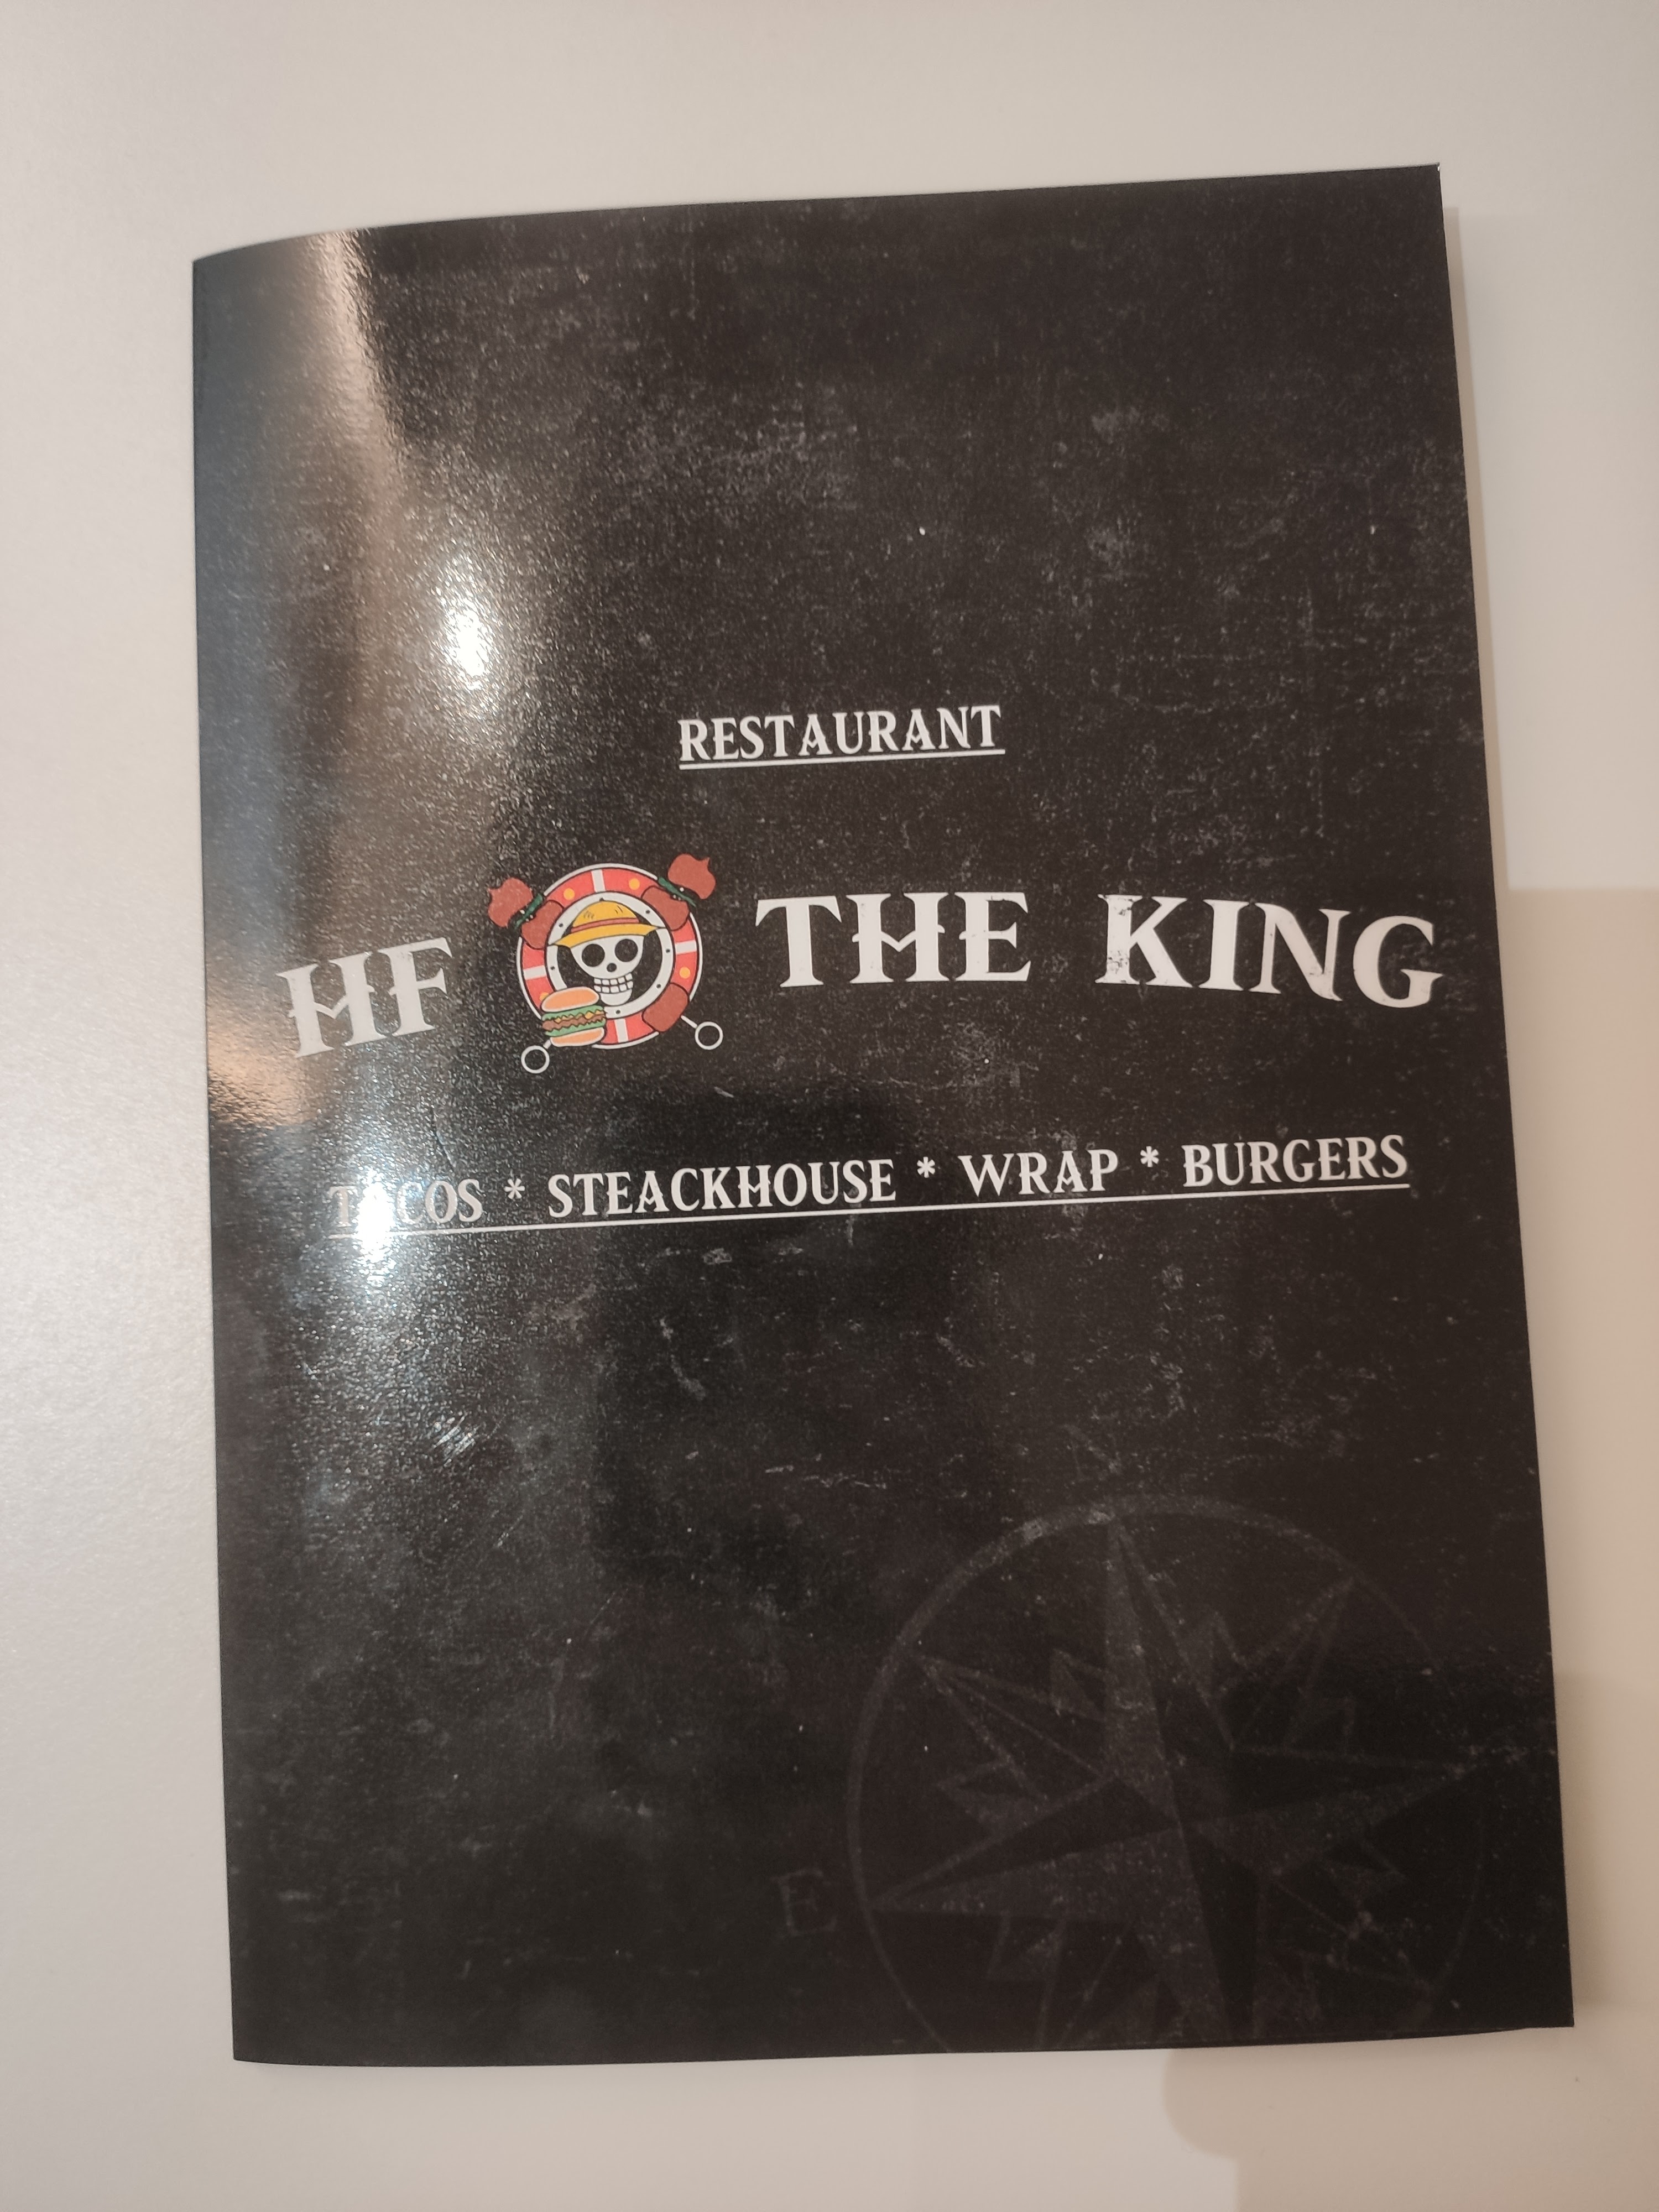 RESTAURANT
HF THE KING
TACOS * STEACKHOUSE * WRAP * BURGERS
E